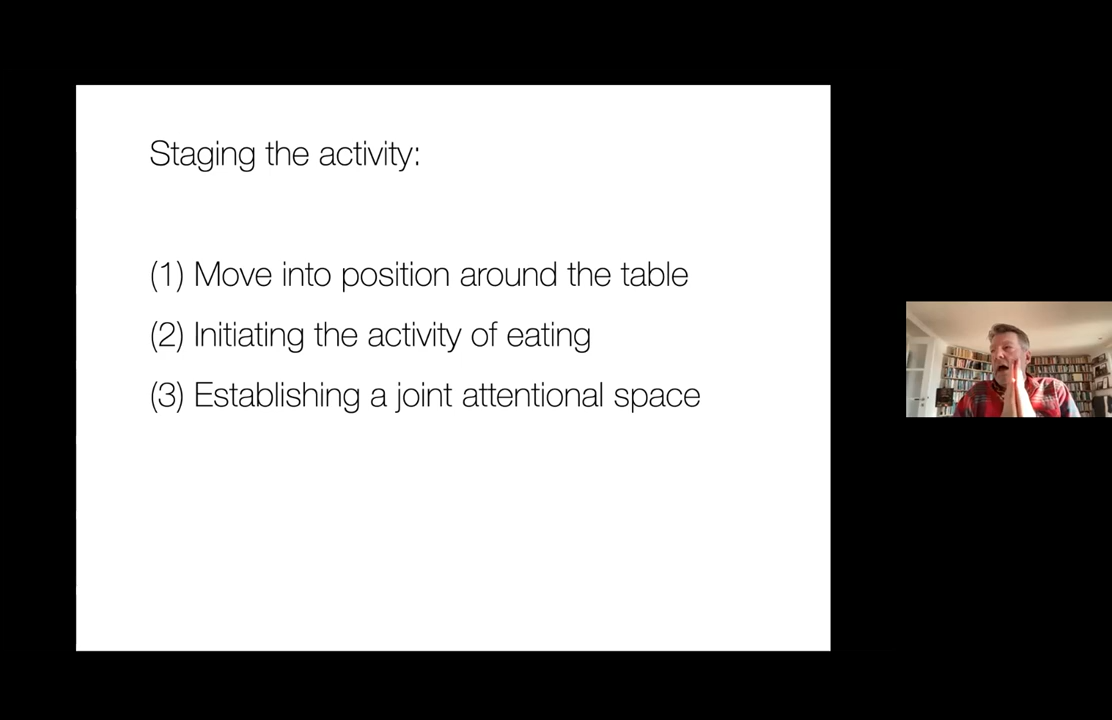 Staging the activity:
(1) Move into position around the table
(2) Initiating the activity of eating
(3) Establishing a joint attentional space